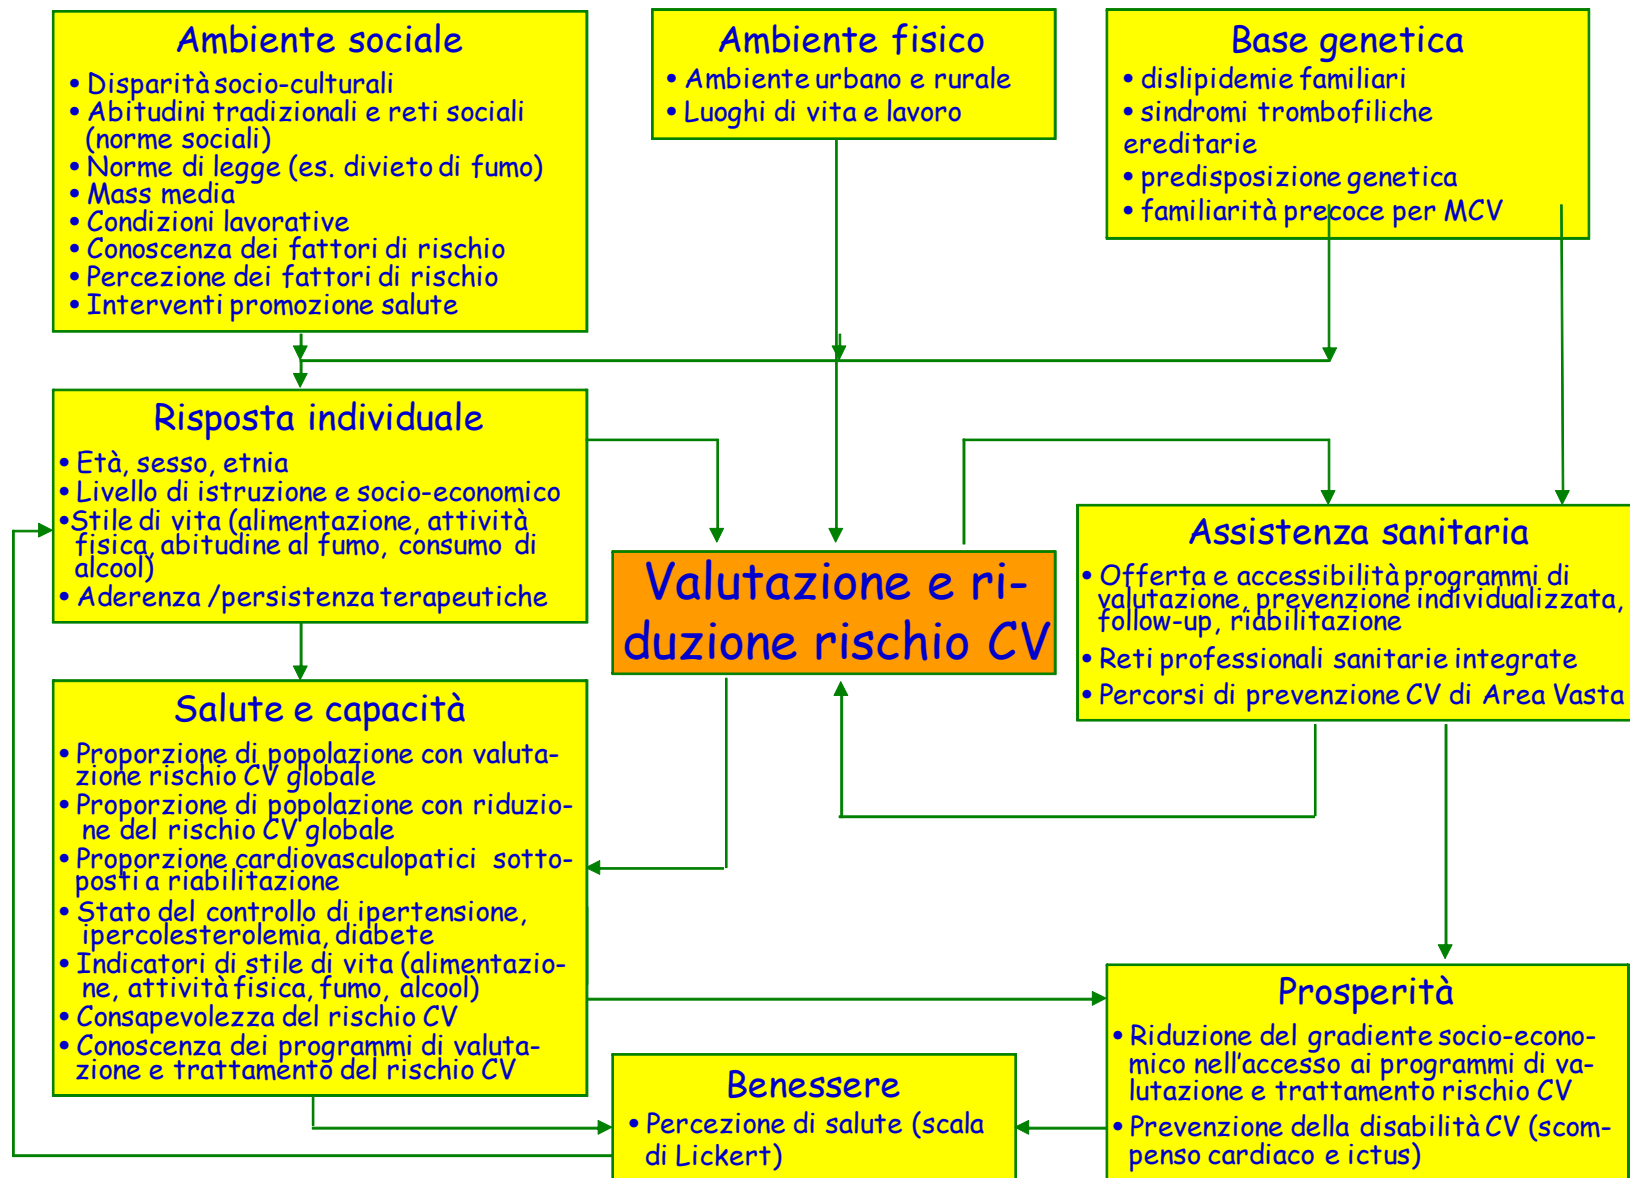 Ambiente sociale
• Disparità socio-culturali
• Abitudini tradizionali e reti sociali
(norme sociali)
• Norme di legge (es. divieto di fumo)
• Mass media
• Condizioni lavorative
• Conoscenza dei fattori di rischio
• Percezione dei fattori di rischio
• Interventi promozione salute
Ambiente fisico
• Ambiente urbano e rurale
• Luoghi di vita e lavoro
Base genetica
• dislipidemie familiari
• sindromi trombofiliche
ereditarie
• predisposizione genetica
• familiarità precoce per MCV
Risposta individuale
• Età, sesso, etnia
• Livello di istruzione e socio-economico
• Stile di vita (alimentazione, attività
fisica, abitudine al fumo, consumo di
alcool)
• Aderenza /persistenza terapeutiche
Valutazione e ri-
duzione rischio CV
Assistenza sanitaria
• Offerta e accessibilità programmi di
valutazione, prevenzione individualizzata,
follow-up, riabilitazione
• Reti professionali sanitarie integrate
• Percorsi di prevenzione CV di Area Vasta
Salute e capacità
• Proporzione di popolazione con valuta-
zione rischio CV globale
• Proporzione di popolazione con riduzio-
ne del rischio CV globale
• Proporzione cardiovasculopatici sotto-
posti a riabilitazione
• Stato del controllo di ipertensione,
ipercolesterolemia, diabete
• Indicatori di stile di vita (alimentazio-
ne, attività fisica, fumo, alcool)
• Consapevolezza del rischio CV
• Conoscenza dei programmi di valuta-
zione e trattamento del rischio CV
Benessere
• Percezione di salute (scala
di Lickert)
Prosperità
• Riduzione del gradiente socio-econo-
mico nell'accesso ai programmi di va-
lutazione e trattamento rischio CV
• Prevenzione della disabilità CV (scom-
penso cardiaco e ictus)